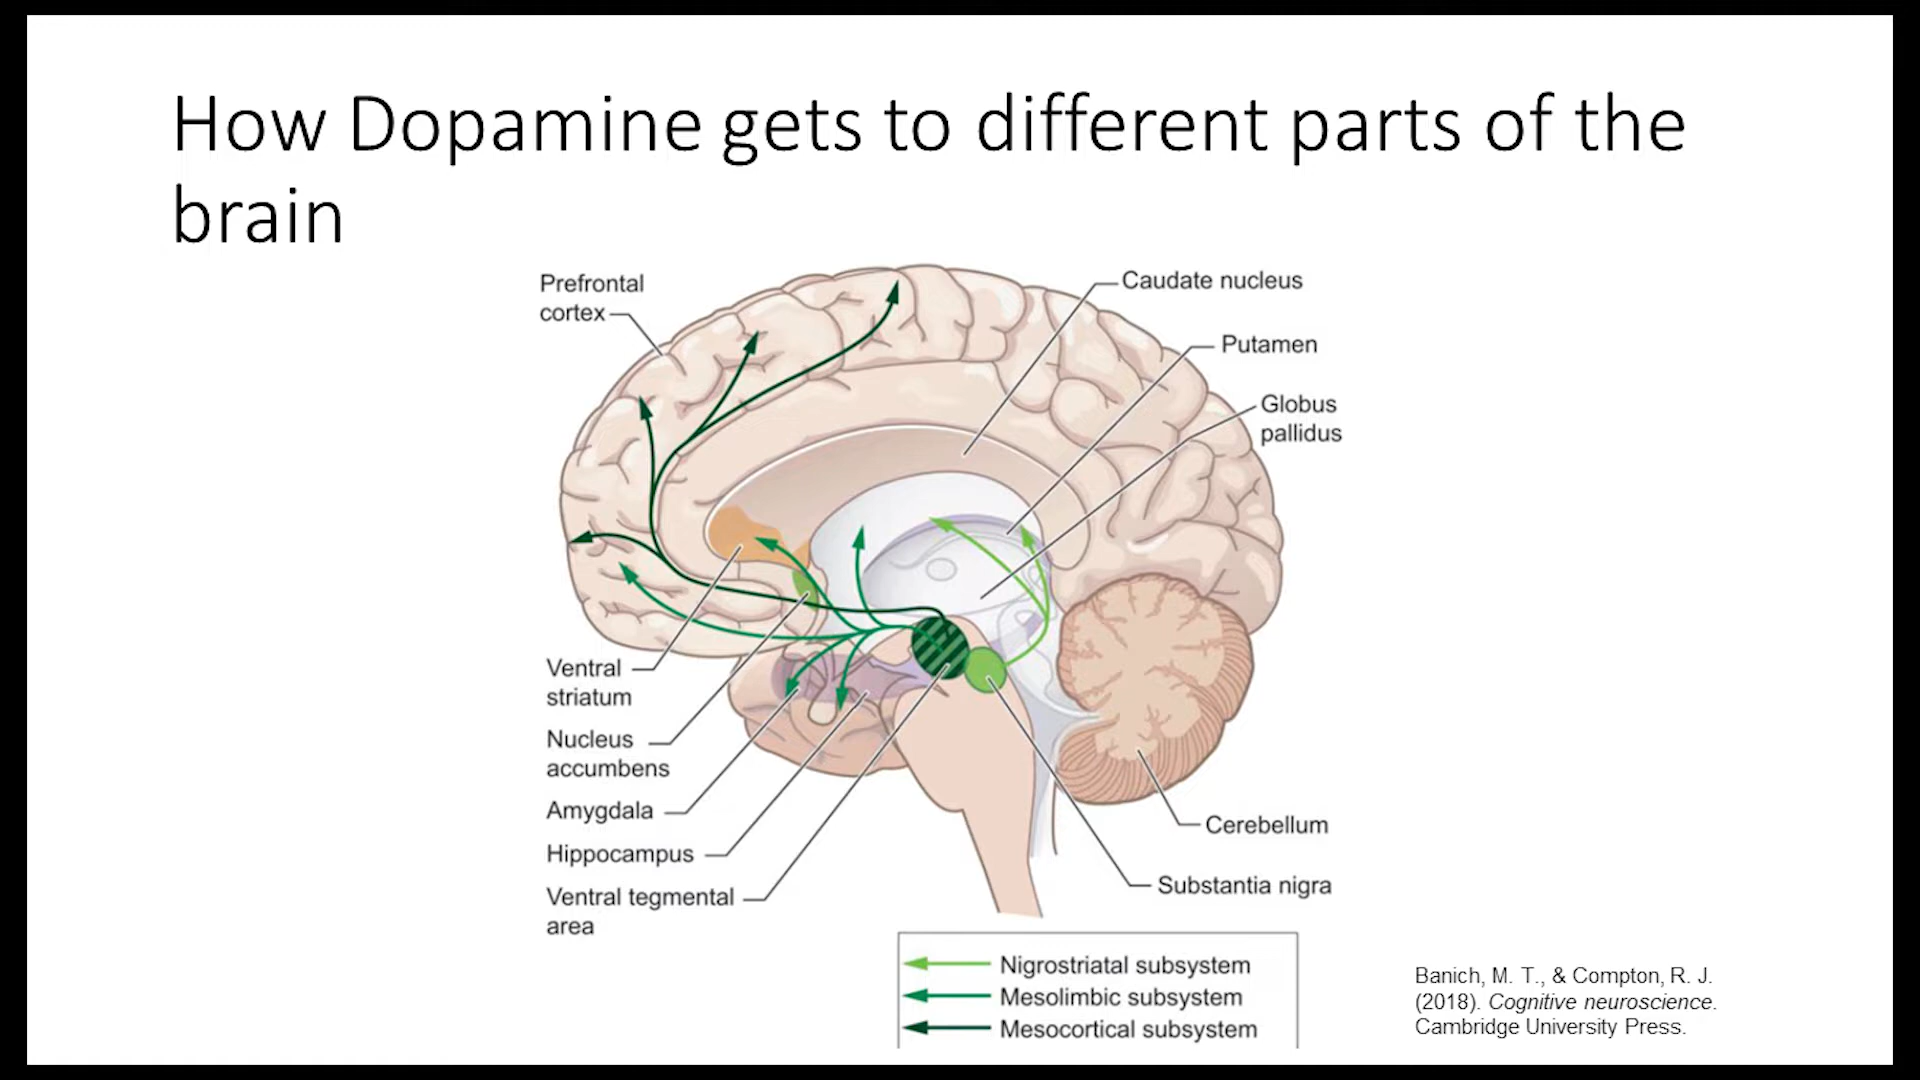 How Dopamine gets to different parts of the
brain
Prefrontal
cortex
Caudate nucleus
Putamen
Globus
pallidus
Ventral
striatum
Nucleus
accumbens
Amygdala
Hippocampus
Ventral tegmental
area
Cerebellum
Substantia nigra
Nigrostriatal subsystem
Mesolimbic subsystem
Mesocortical subsystem
Banich, M. T., & Compton, R. J.
(2018). Cognitive neuroscience.
Cambridge University Press.